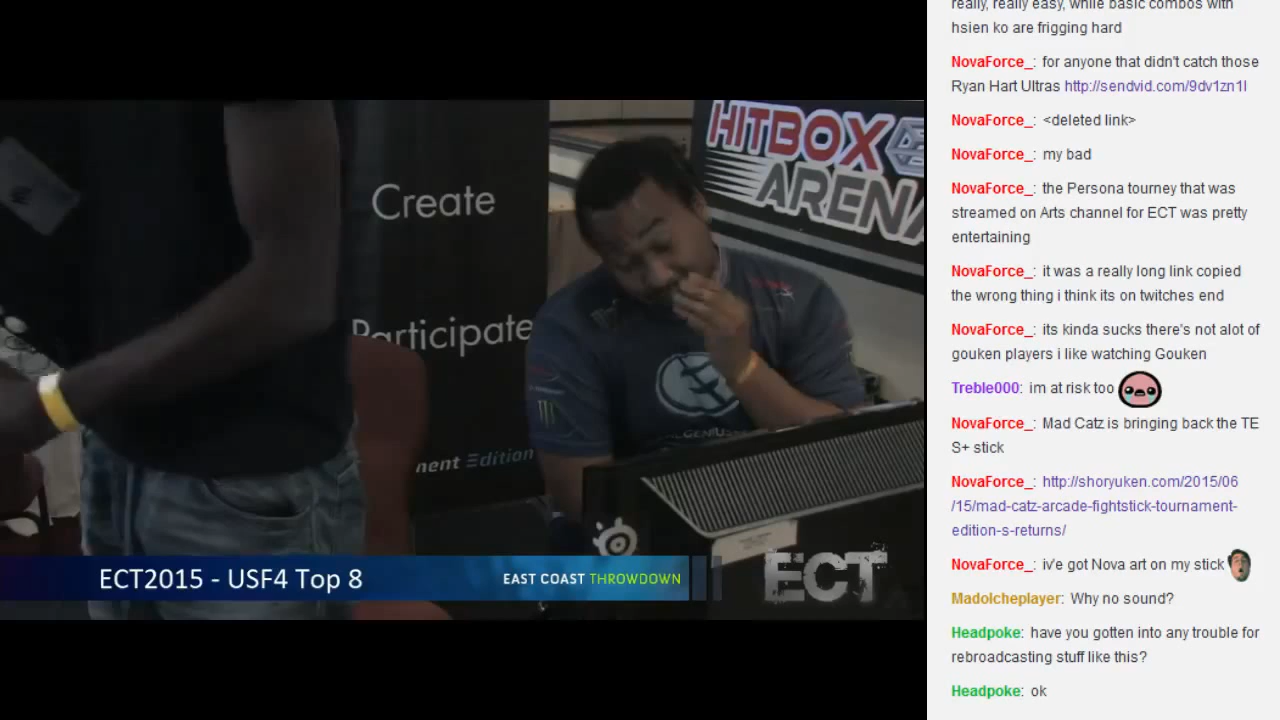 Create
Participate
nent Edition
HITBOX
ARENA
ECT2015 - USF4 Top 8
EAST COAST THROWDOWN
ECT
really, really easy, while basic combos with
hsien ko are frigging hard
NovaForce_: for anyone that didn't catch those
Ryan Hart Ultras http://sendvid.com/9dv1zn1l
NovaForce_: <deleted link>
NovaForce_: my bad
NovaForce_: the Persona tourney that was
streamed on Arts channel for ECT was pretty
entertaining
NovaForce_: it was a really long link copied
the wrong thing i think its on twitches end
NovaForce_: its kinda sucks there's not alot of
gouken players i like watching Gouken
Treble000: im at risk too
NovaForce_: Mad Catz is bringing back the TE
S+ stick
NovaForce_: http://shoryuken.com/2015/06
/15/mad-catz-arcade-fightstick-tournament-
edition-s-returns/
NovaForce_: iv'e got Nova art on my stick
Madolcheplayer: Why no sound?
Headpoke: have you gotten into any trouble for
rebroadcasting stuff like this?
Headpoke: ok